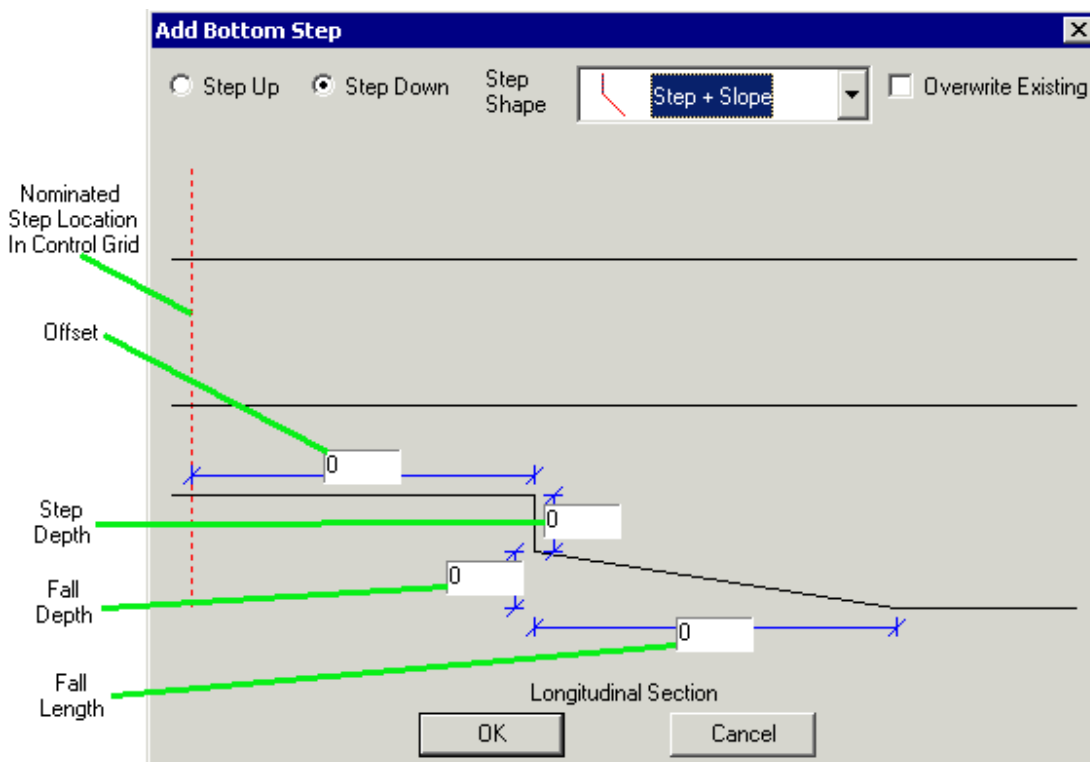 Add Bottom Step
Step Up
Step Down
Step
Shape
Step + Slope
Overwrite Existing
Nominated
Step Location
In Control Grid
Offset
0
Step
Depth
0
Fall
Depth
0
Fall
Length
0
Longitudinal Section
OK
Cancel